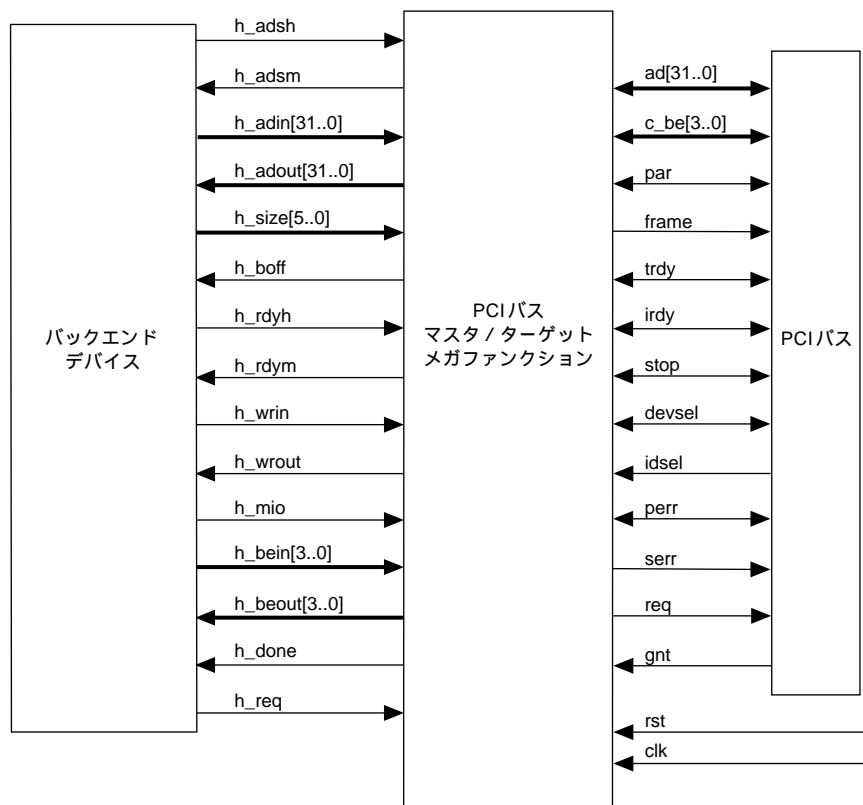 h_adsh
h_adsm
h_adin[31..0]
h_adout[31..0]
h_size[5..0]
h_boff
h_rdyh
h_rdym
h_wrin
h_wrout
h_mio
h_bein[3..0]
h_beout[3..0]
h_done
h_req
バックエンド
デバイス
PCIバス
マスタ / ターゲット
メガファンクション
ad[31..0]
c_be[3..0]
par
frame
trdy
irdy
stop
devsel
idsel
perr
serr
req
gnt
rst
clk
PCIバス